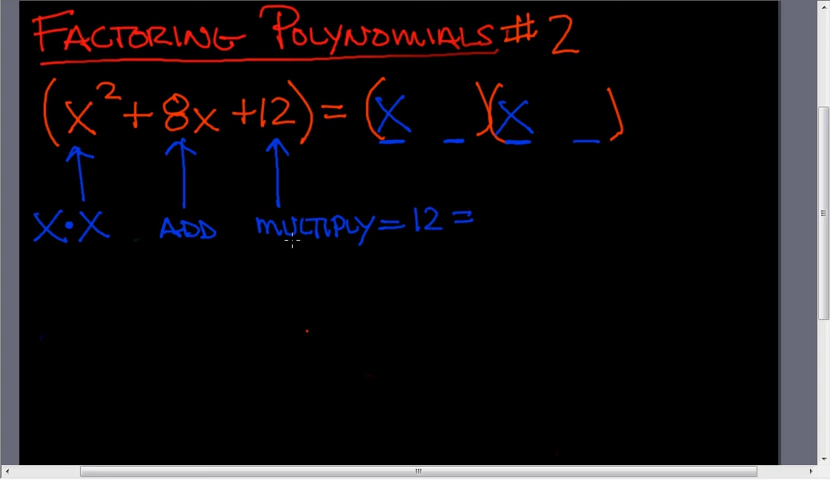 FACTORING POLYNOMIALS #2
(x²+8x+12)=(x _)(x _)
X·X ADD MULTIPLY=12=